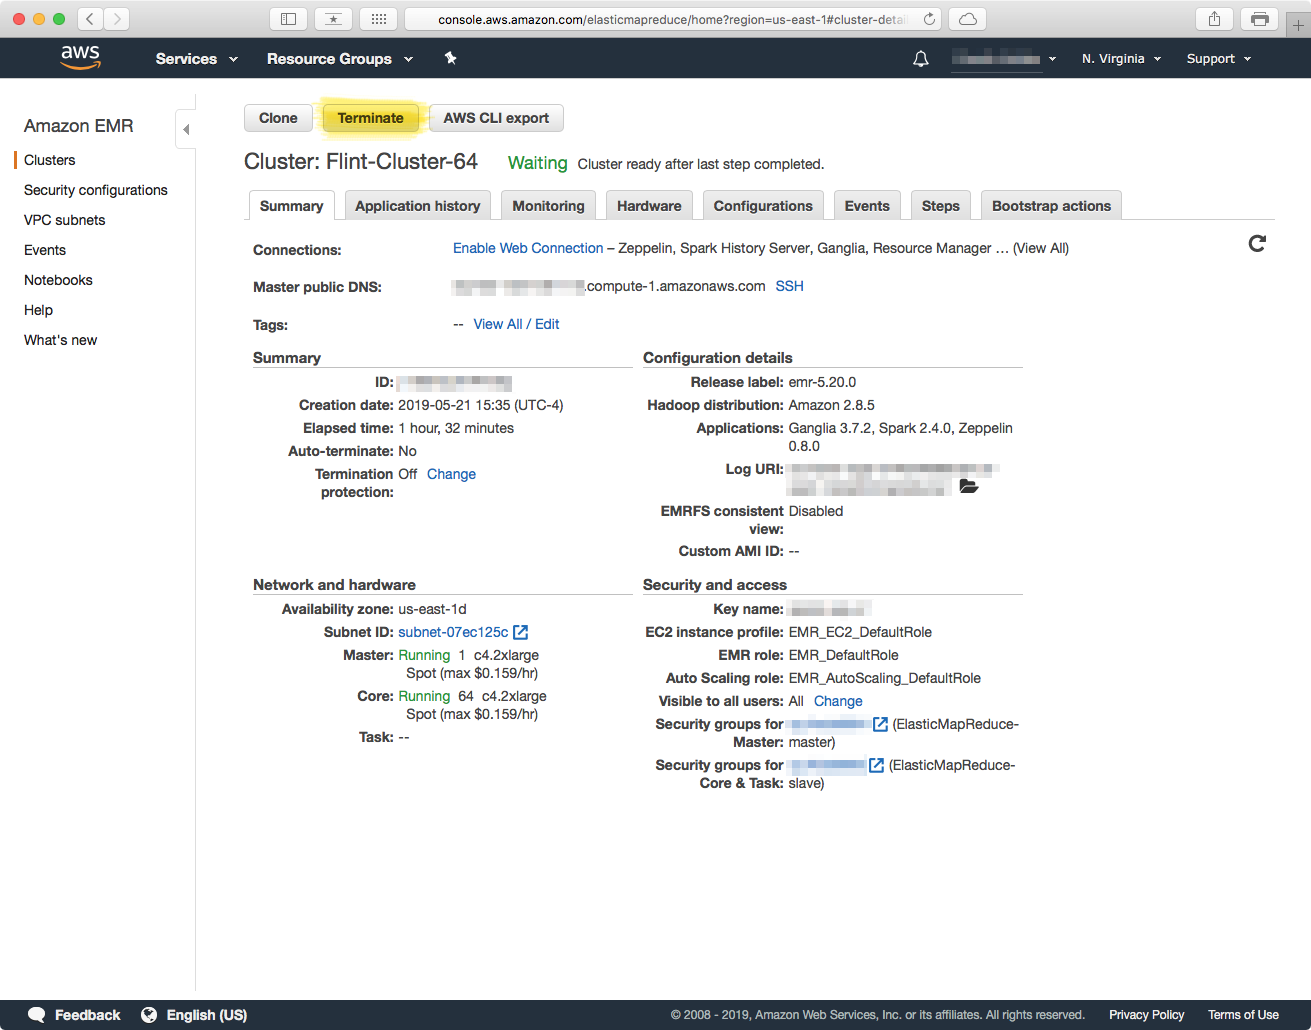 console.aws.amazon.com/elasticmapreduce/home?region=us-east-1#cluster-detai
aws
Services
Resource Groups
N. Virginia
Support
Amazon EMR
Clusters
Security configurations
VPC subnets
Events
Notebooks
Help
What's new
Clone
Terminate
AWS CLI export
Cluster: Flint-Cluster-64 Waiting Cluster ready after last step completed.
Summary
Application history
Monitoring
Hardware
Configurations
Events
Steps
Bootstrap actions
Connections: Enable Web Connection – Zeppelin, Spark History Server, Ganglia, Resource Manager ... (View All)
Master public DNS: .compute-1.amazonaws.com SSH
Tags: -- View All / Edit
Summary
ID:
Creation date: 2019-05-21 15:35 (UTC-4)
Elapsed time: 1 hour, 32 minutes
Auto-terminate: No
Termination Off Change
protection:
Configuration details
Release label: emr-5.20.0
Hadoop distribution: Amazon 2.8.5
Applications: Ganglia 3.7.2, Spark 2.4.0, Zeppelin
0.8.0
Log URI:
EMRFS consistent Disabled
view:
Custom AMI ID: --
Network and hardware
Availability zone: us-east-1d
Subnet ID: subnet-07ec125c
Master: Running 1 c4.2xlarge
Spot (max $0.159/hr)
Core: Running 64 c4.2xlarge
Spot (max $0.159/hr)
Task: --
Security and access
Key name:
EC2 instance profile: EMR_EC2_DefaultRole
EMR role: EMR_DefaultRole
Auto Scaling role: EMR_AutoScaling_DefaultRole
Visible to all users: All Change
Security groups for (ElasticMapReduce-
Master: master)
Security groups for (ElasticMapReduce-
Core & Task: slave)
Feedback
English (US)
© 2008 - 2019, Amazon Web Services, Inc. or its affiliates. All rights reserved.
Privacy Policy
Terms of Use